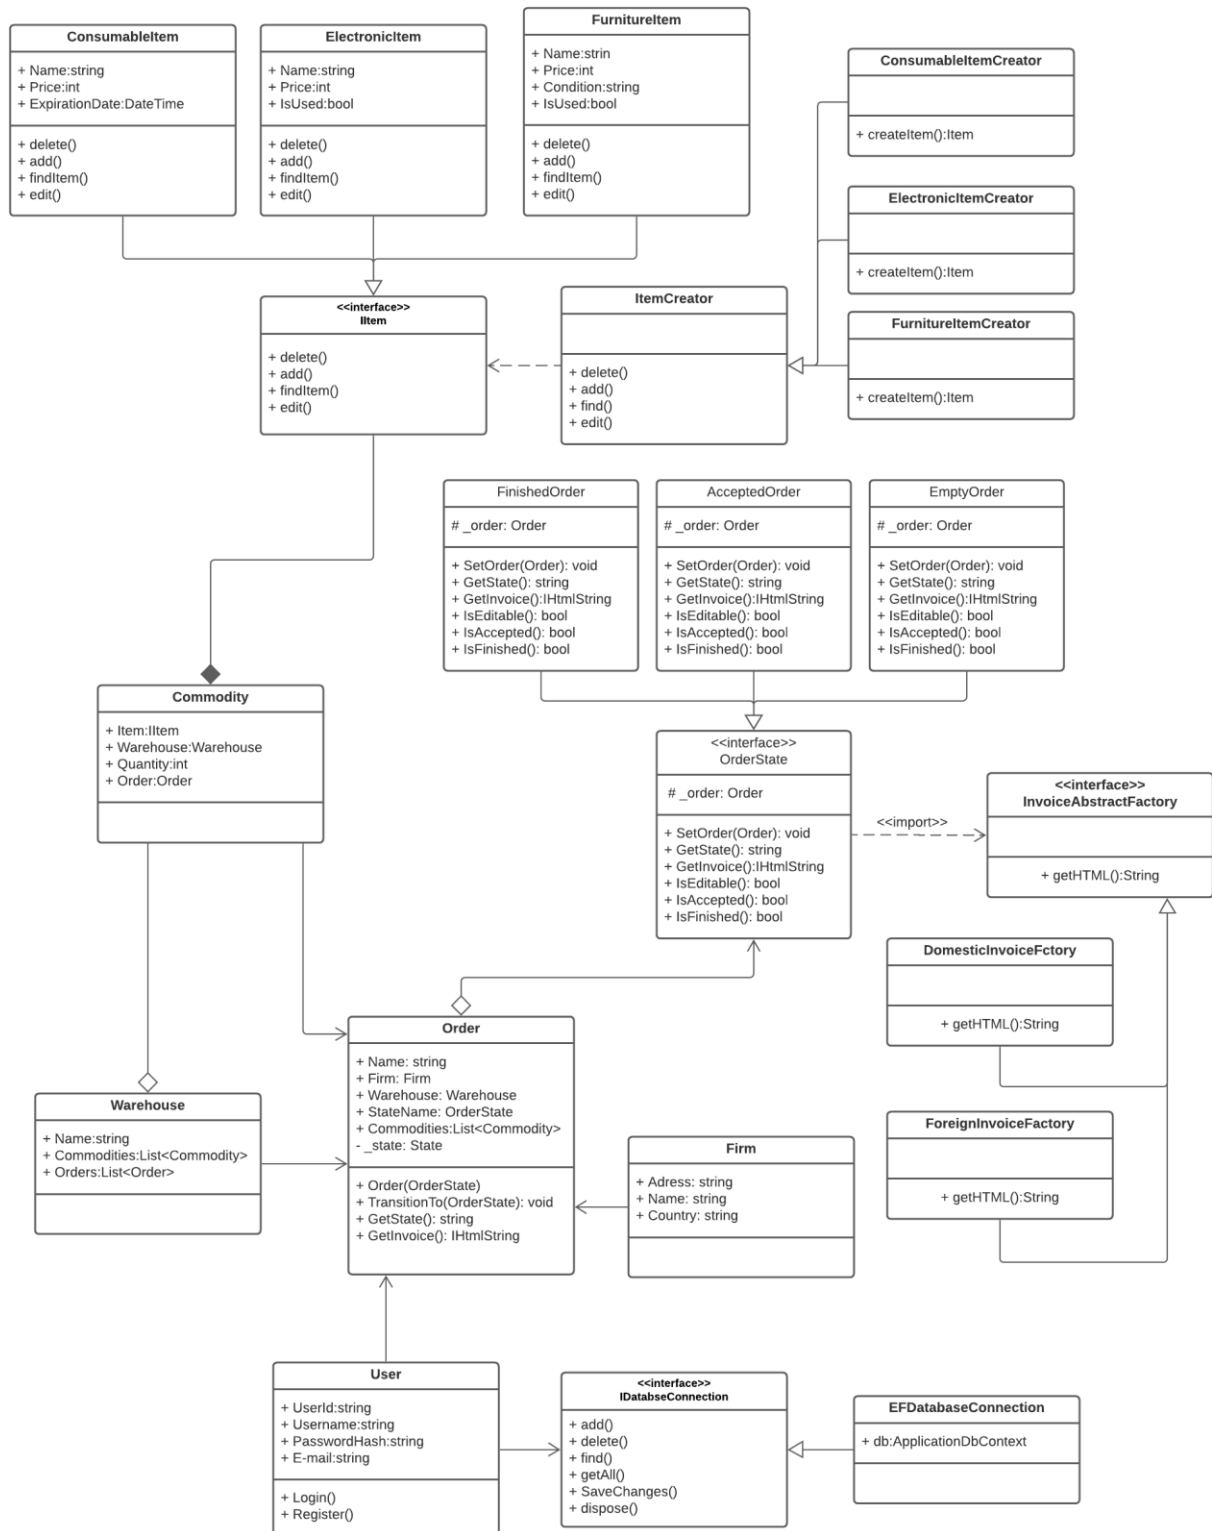 ConsumableItem
+ Name:string
+ Price:int
+ ExpirationDate:DateTime
+ delete()
+ add()
+ findItem()
+ edit()
ElectronicItem
+ Name:string
+ Price:int
+ IsUsed:bool
+ delete()
+ add()
+ findItem()
+ edit()
FurnitureItem
+ Name:strin
+ Price:int
+ Condition:string
+ IsUsed:bool
+ delete()
+ add()
+ findItem()
+ edit()
ConsumableItemCreator
+ createItem():Item
ElectronicItemCreator
+ createItem():Item
FurnitureItemCreator
+ createItem():Item
<<interface>>
IItem
+ delete()
+ add()
+ findItem()
+ edit()
ItemCreator
+ delete()
+ add()
+ find()
+ edit()
FinishedOrder
# _order: Order
+ SetOrder(Order): void
+ GetState(): string
+ GetInvoice():IHtmlString
+ IsEditable(): bool
+ IsAccepted(): bool
+ IsFinished(): bool
AcceptedOrder
# _order: Order
+ SetOrder(Order): void
+ GetState(): string
+ GetInvoice():IHtmlString
+ IsEditable(): bool
+ IsAccepted(): bool
+ IsFinished(): bool
EmptyOrder
# _order: Order
+ SetOrder(Order): void
+ GetState(): string
+ GetInvoice():IHtmlString
+ IsEditable(): bool
+ IsAccepted(): bool
+ IsFinished(): bool
Commodity
+ Item:IItem
+ Warehouse:Warehouse
+ Quantity:int
+ Order:Order
<<interface>>
OrderState
# _order: Order
+ SetOrder(Order): void
+ GetState(): string
+ GetInvoice():IHtmlString
+ IsEditable(): bool
+ IsAccepted(): bool
+ IsFinished(): bool
<<import>>
<<interface>>
InvoiceAbstractFactory
+ getHTML():String
DomesticInvoiceFctory
+ getHTML():String
ForeignInvoiceFactory
+ getHTML():String
Order
+ Name: string
+ Firm: Firm
+ Warehouse: Warehouse
+ StateName: OrderState
+ Commodities:List<Commodity>
- _state: State
+ Order(OrderState)
+ TransitionTo(OrderState): void
+ GetState(): string
+ GetInvoice(): IHtmlString
Warehouse
+ Name:string
+ Commodities:List<Commodity>
+ Orders:List<Order>
Firm
+ Adress: string
+ Name: string
+ Country: string
User
+ UserId:string
+ Username:string
+ PasswordHash:string
+ E-mail:string
+ Login()
+ Register()
<<interface>>
IDatabseConnection
+ add()
+ delete()
+ find()
+ getAll()
+ SaveChanges()
+ dispose()
EFDatabaseConnection
+ db:ApplicationDbContext